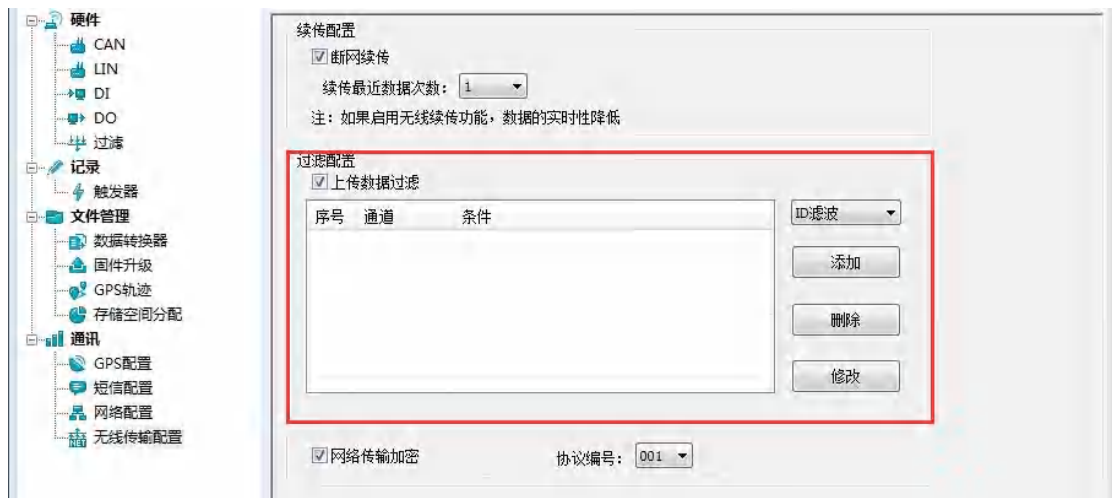 硬件
CAN
LIN
DI
DO
过滤
记录
触发器
文件管理
数据转换器
固件升级
GPS轨迹
存储空间分配
通讯
GPS配置
短信配置
网络配置
无线传输配置
续传配置
断网续传
续传最近数据次数： 1
注：如果启用无线续传功能，数据的实时性降低
过滤配置
上传数据过滤
序号 通道 条件
ID滤波
添加
删除
修改
网络传输加密 协议编号： 001